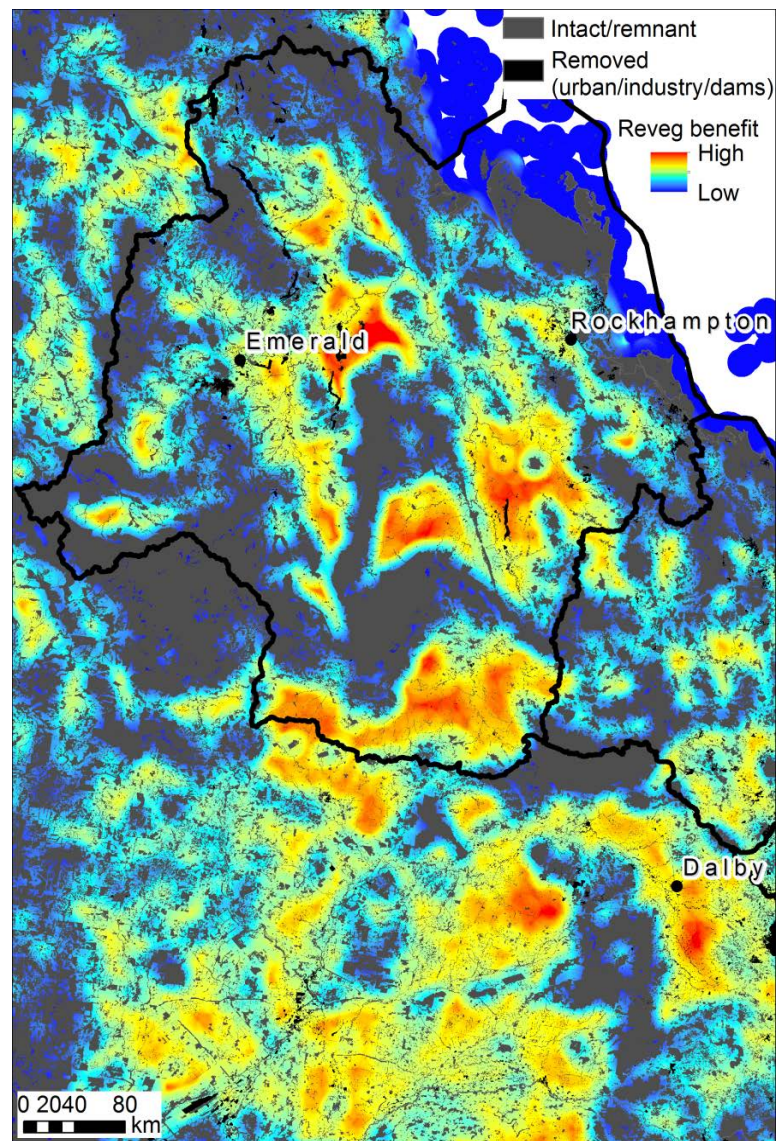 Intact/remnant
Removed
(urban/industry/dams)
Reveg benefit
High
Low
Rockhampton
Emerald
Dalby
0 2040 80
km